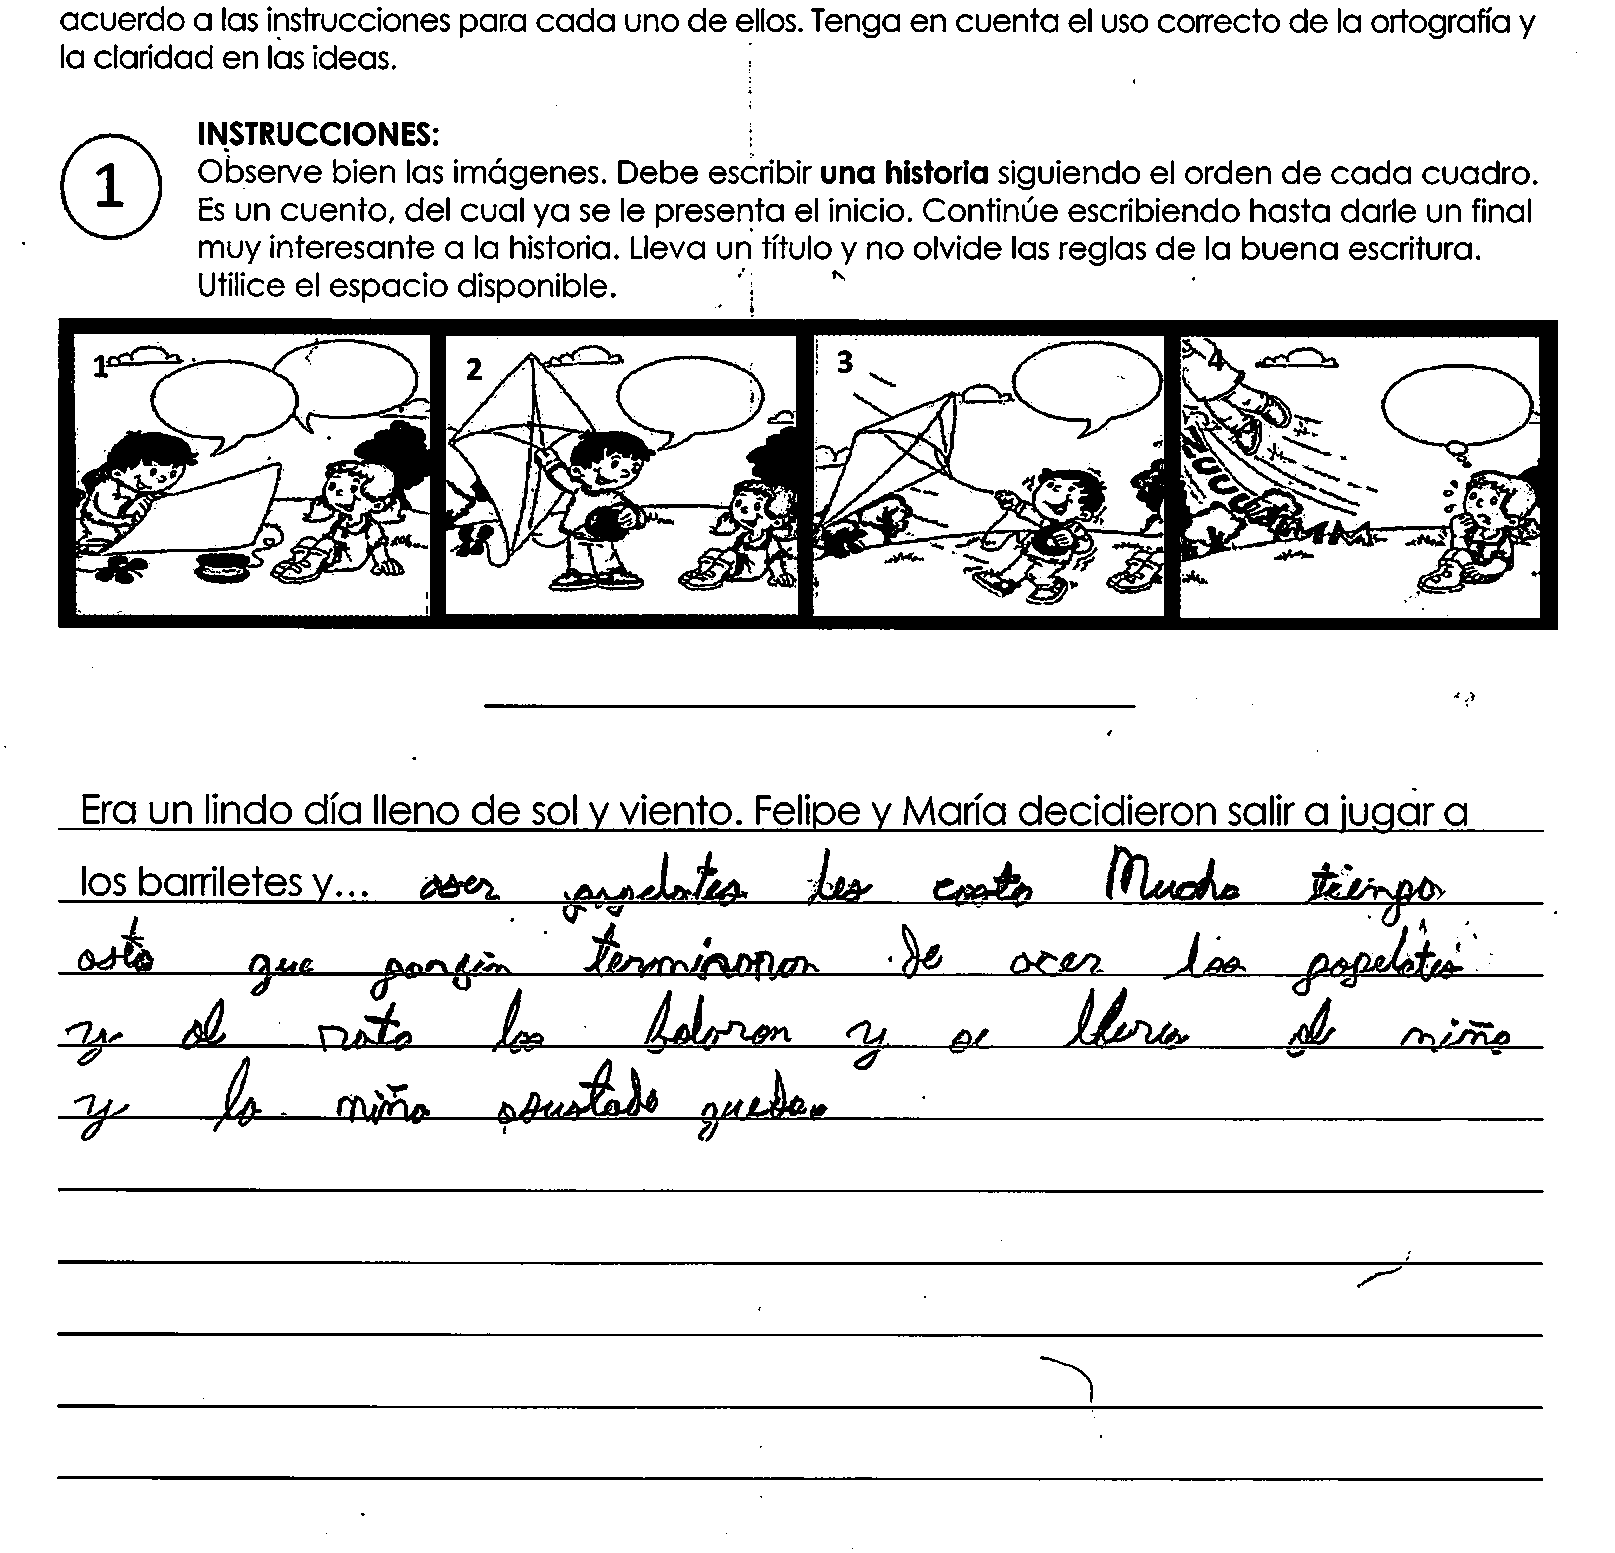 acuerdo a las instrucciones para cada uno de ellos. Tenga en cuenta el uso correcto de la ortografía y
la claridad en las ideas.
INSTRUCCIONES:
1
Observe bien las imágenes. Debe escribir una historia siguiendo el orden de cada cuadro.
Es un cuento, del cual ya se le presenta el inicio. Continúe escribiendo hasta darle un final
muy interesante a la historia. Lleva un título y no olvide las reglas de la buena escritura.
Utilice el espacio disponible.
1 2 3 4
Era un lindo día lleno de sol y viento. Felipe y María decidieron salir a jugar a
los barriletes y... aser papelotes les costo Mucho tiempo
asta que porfin terminaron de acer los papelotes
y al rato los bolaron y se lleva al niño
y la niña asustada queda.